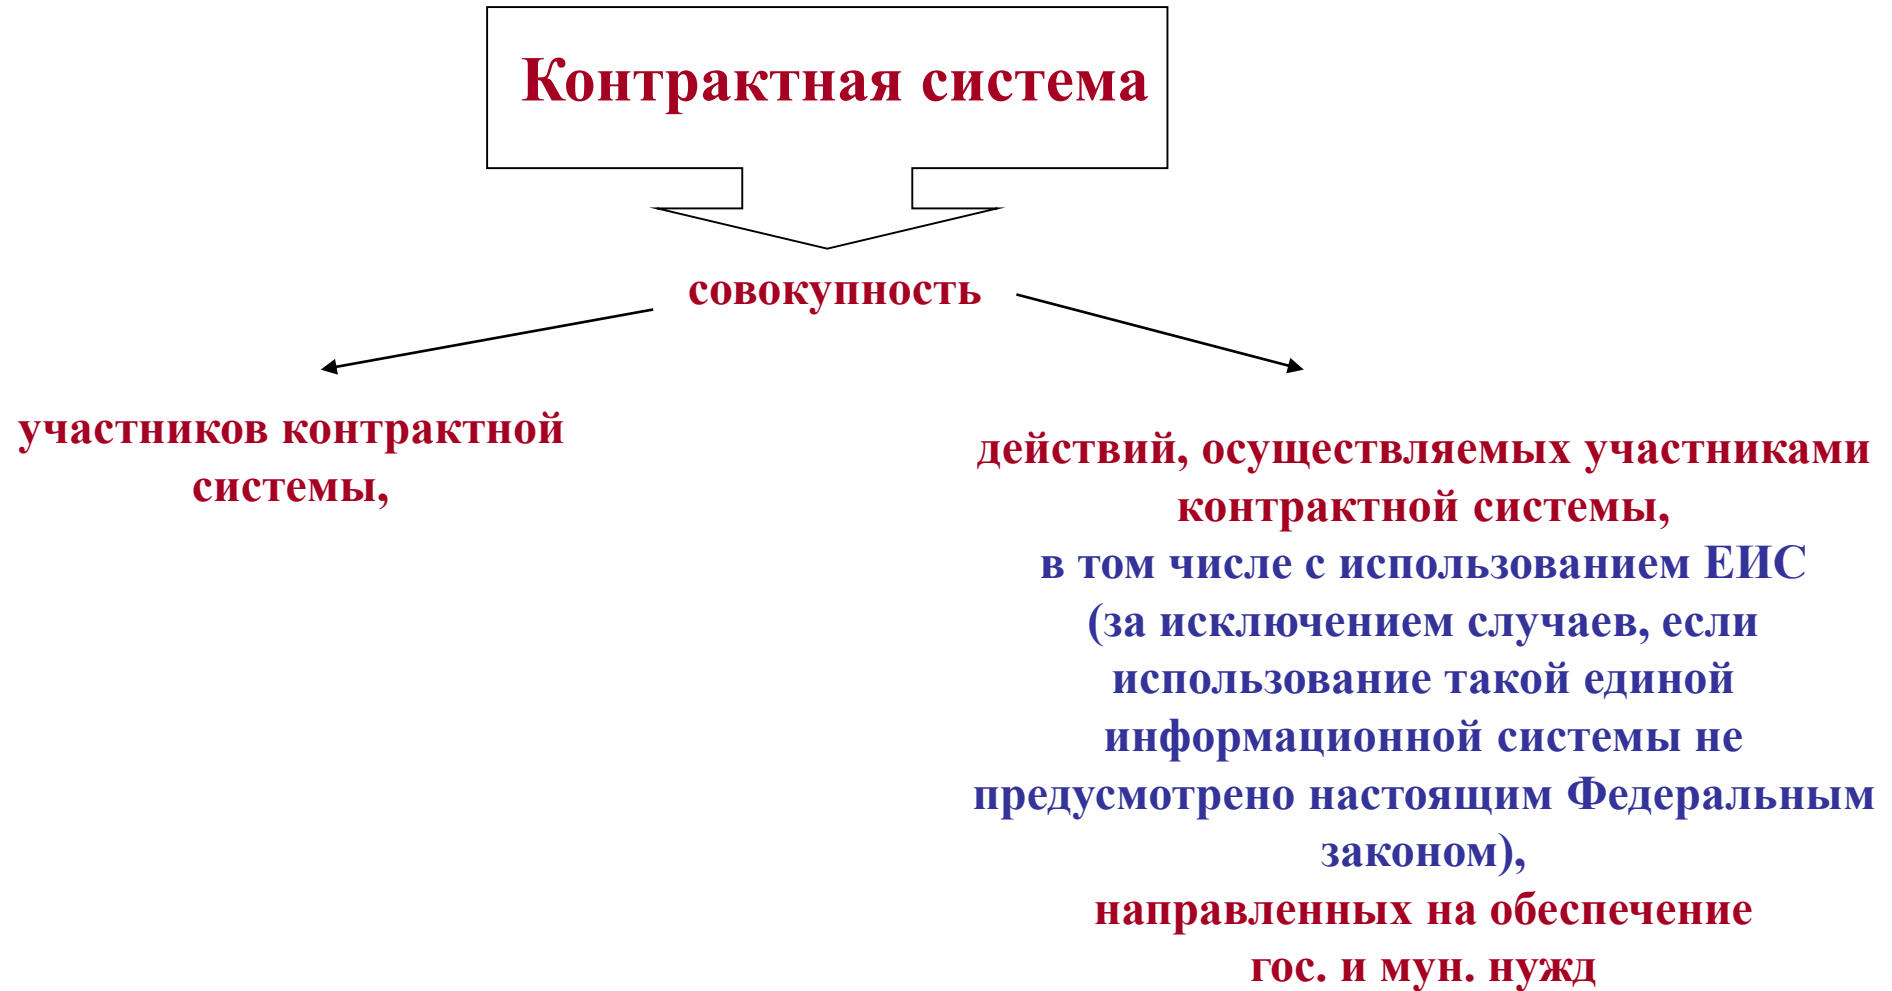 Контрактная система
совокупность
участников контрактной
системы,
действий, осуществляемых участниками
контрактной системы,
в том числе с использованием ЕИС
(за исключением случаев, если
использование такой единой
информационной системы не
предусмотрено настоящим Федеральным
законом),
направленных на обеспечение
гос. и мун. нужд